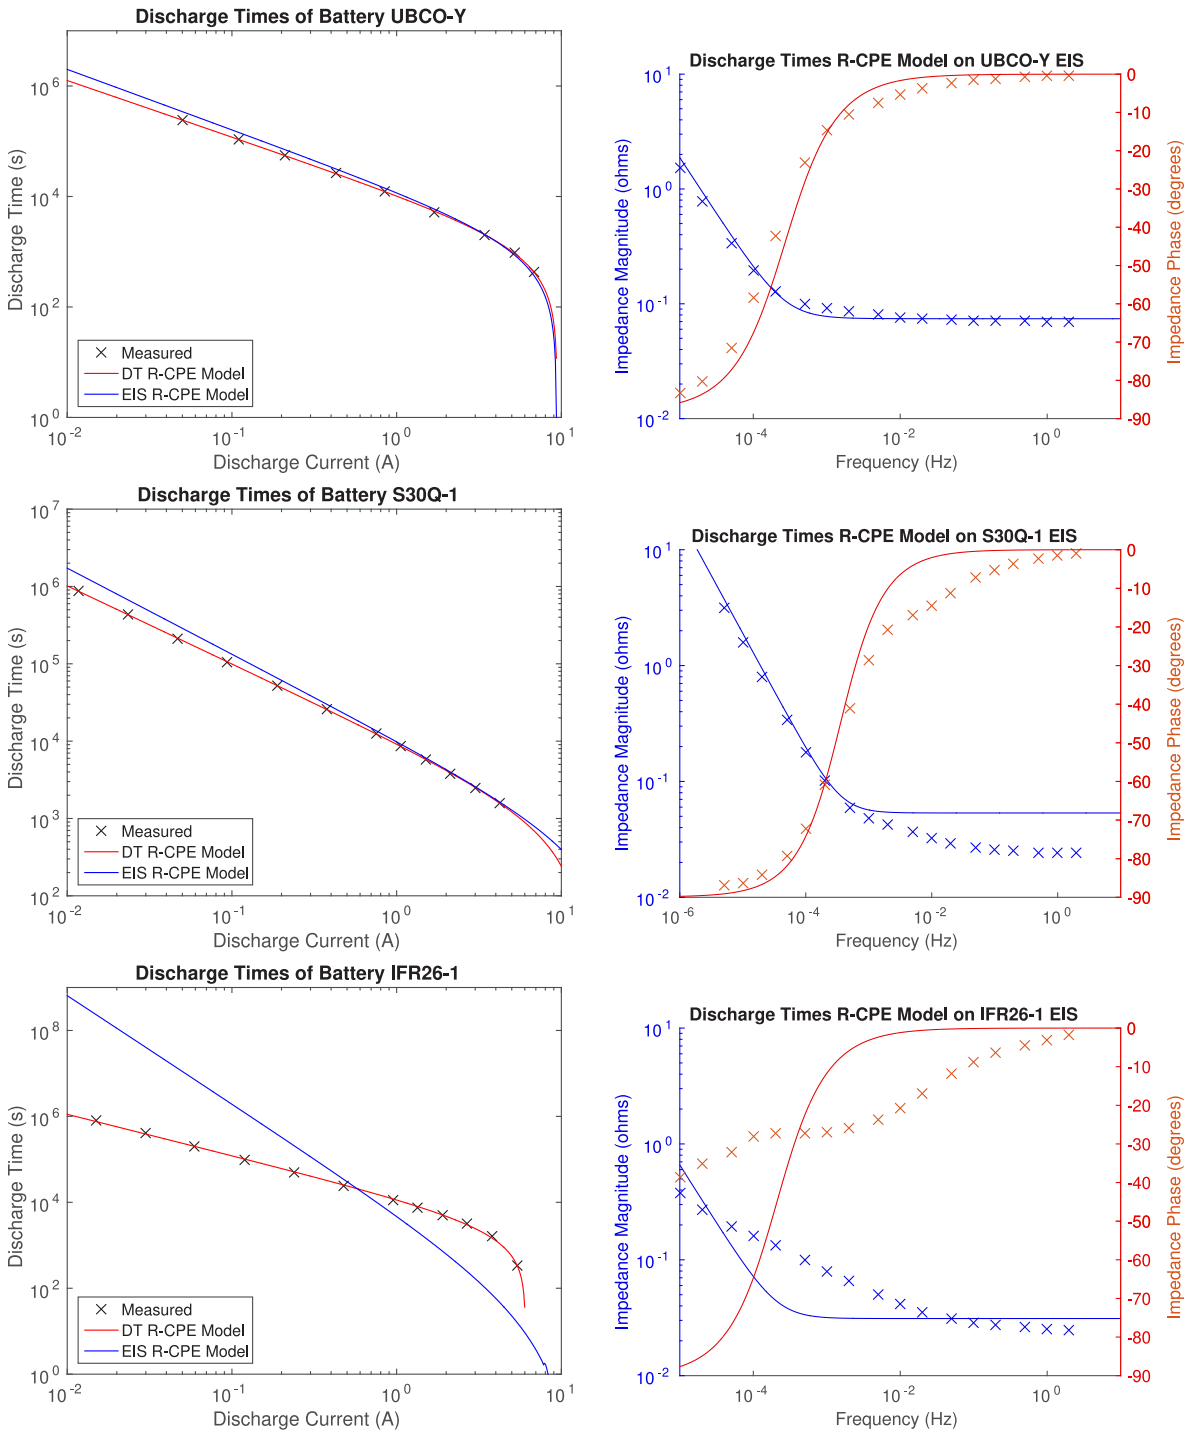 Discharge Times of Battery UBCO-Y
Discharge Time (s)
10^6
10^4
10^2
10^0
× Measured
DT R-CPE Model
EIS R-CPE Model
10^-2 10^-1 10^0 10^1
Discharge Current (A)
Discharge Times R-CPE Model on UBCO-Y EIS
Impedance Magnitude (ohms)
10^1
10^0
10^-1
10^-2
0
-10
-20
-30
-40
-50
-60
-70
-80
-90
Impedance Phase (degrees)
10^-4 10^-2 10^0
Frequency (Hz)
Discharge Times of Battery S30Q-1
Discharge Time (s)
10^7
10^6
10^5
10^4
10^3
10^2
× Measured
DT R-CPE Model
EIS R-CPE Model
10^-2 10^-1 10^0 10^1
Discharge Current (A)
Discharge Times R-CPE Model on S30Q-1 EIS
Impedance Magnitude (ohms)
10^1
10^0
10^-1
10^-2
0
-10
-20
-30
-40
-50
-60
-70
-80
-90
Impedance Phase (degrees)
10^-6 10^-4 10^-2 10^0
Frequency (Hz)
Discharge Times of Battery IFR26-1
Discharge Time (s)
10^8
10^6
10^4
10^2
10^0
× Measured
DT R-CPE Model
EIS R-CPE Model
10^-2 10^-1 10^0 10^1
Discharge Current (A)
Discharge Times R-CPE Model on IFR26-1 EIS
Impedance Magnitude (ohms)
10^1
10^0
10^-1
10^-2
0
-10
-20
-30
-40
-50
-60
-70
-80
-90
Impedance Phase (degrees)
10^-4 10^-2 10^0
Frequency (Hz)